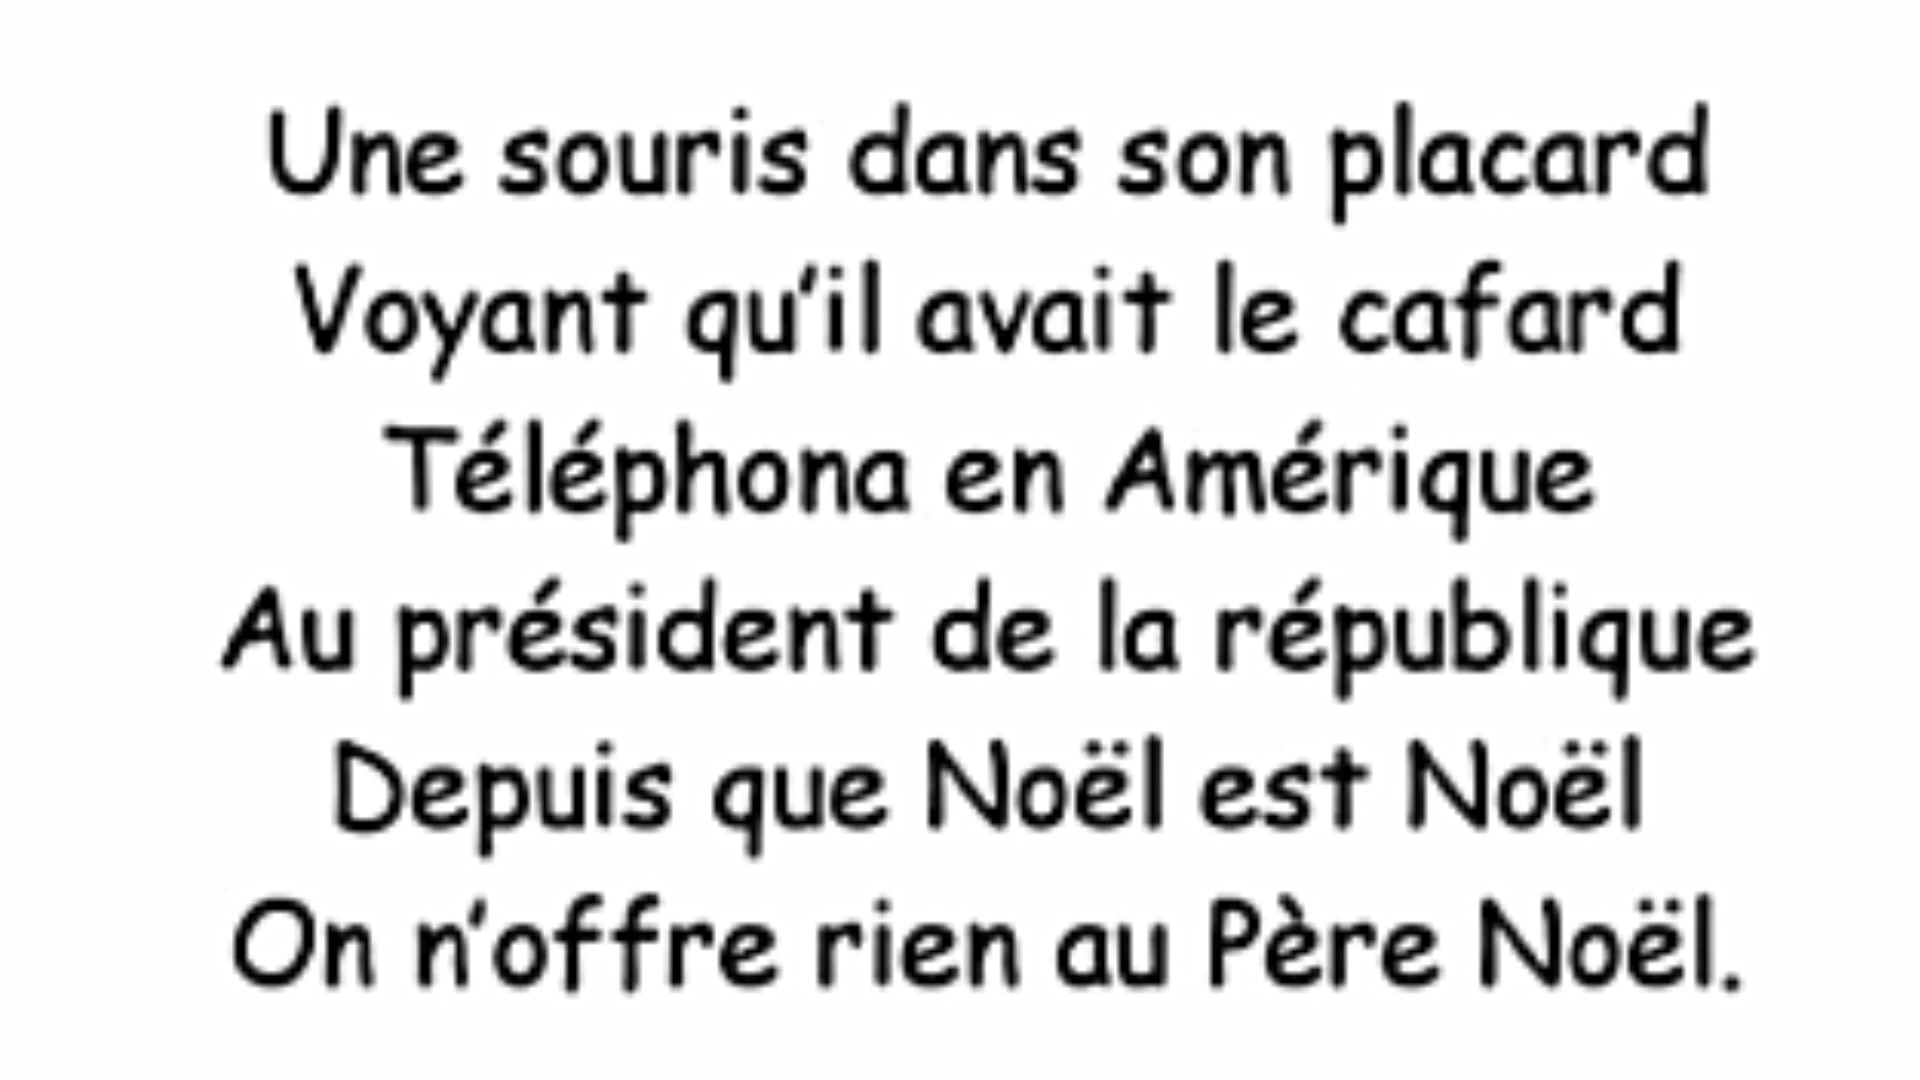 Une souris dans son placard
Voyant qu'il avait le cafard
Téléphona en Amérique
Au président de la république
Depuis que Noël est Noël
On n'offre rien au Père Noël.